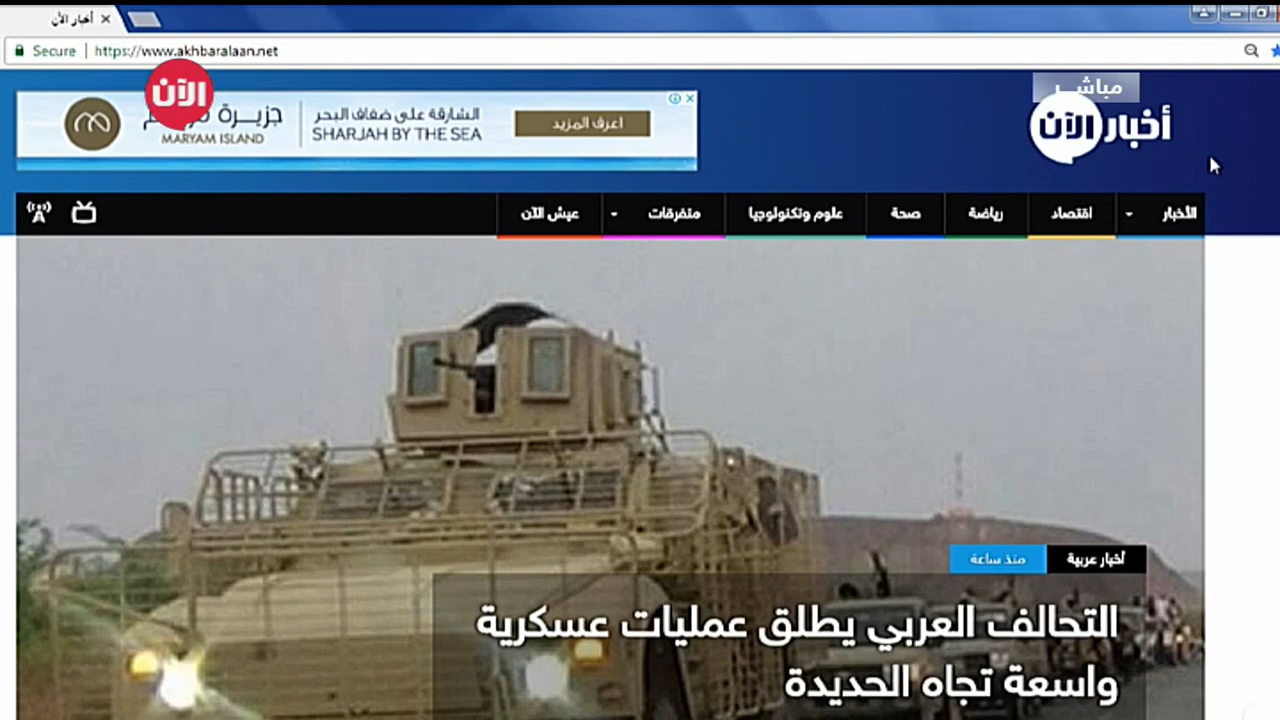 أخبار الآن
Secure
https://www.akhbaralaan.net
الآن
مباشر
أخبار الآن
جزيرة
MARYAM ISLAND
الشارقة على ضفاف البحر
SHARJAH BY THE SEA
اعرف المزيد
الأخبار
اقتصاد
رياضة
صحة
علوم وتكنولوجيا
متفرقات
عيش الآن
أخبار عربية
منذ ساعة
التحالف العربي يطلق عمليات عسكرية
واسعة تجاه الحديدة